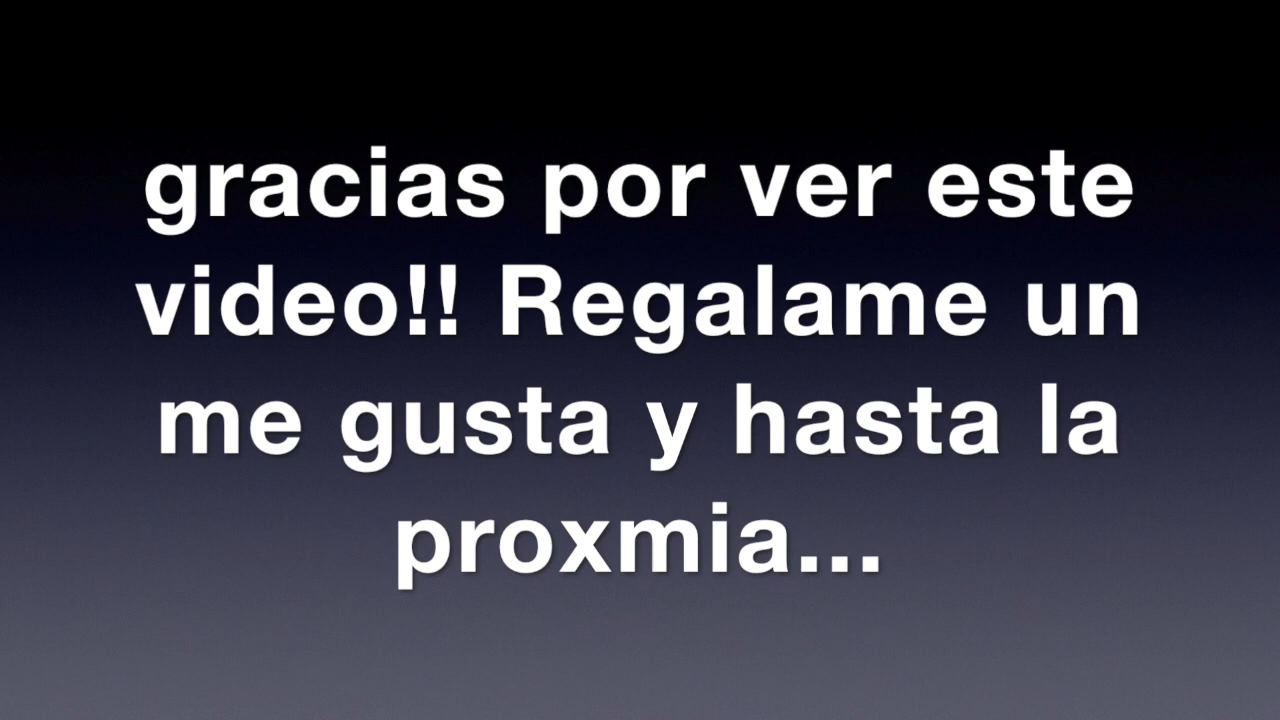 gracias por ver este
video!! Regalame un
me gusta y hasta la
proxmia...